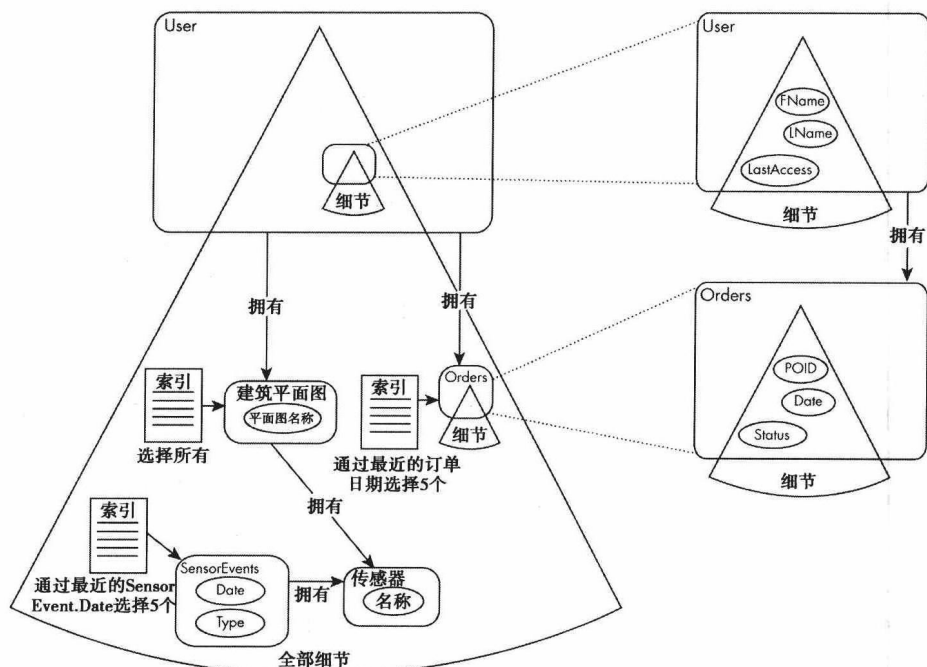 User
细节
拥有
拥有
索引
选择所有
建筑平面图
平面图名称
索引
通过最近的订单
日期选择5个
Orders
细节
拥有
索引
通过最近的Sensor
Event.Date选择5个
SensorEvents
Date
Type
拥有
传感器
名称
全部细节
User
FName
LName
LastAccess
细节
拥有
Orders
POID
Date
Status
细节